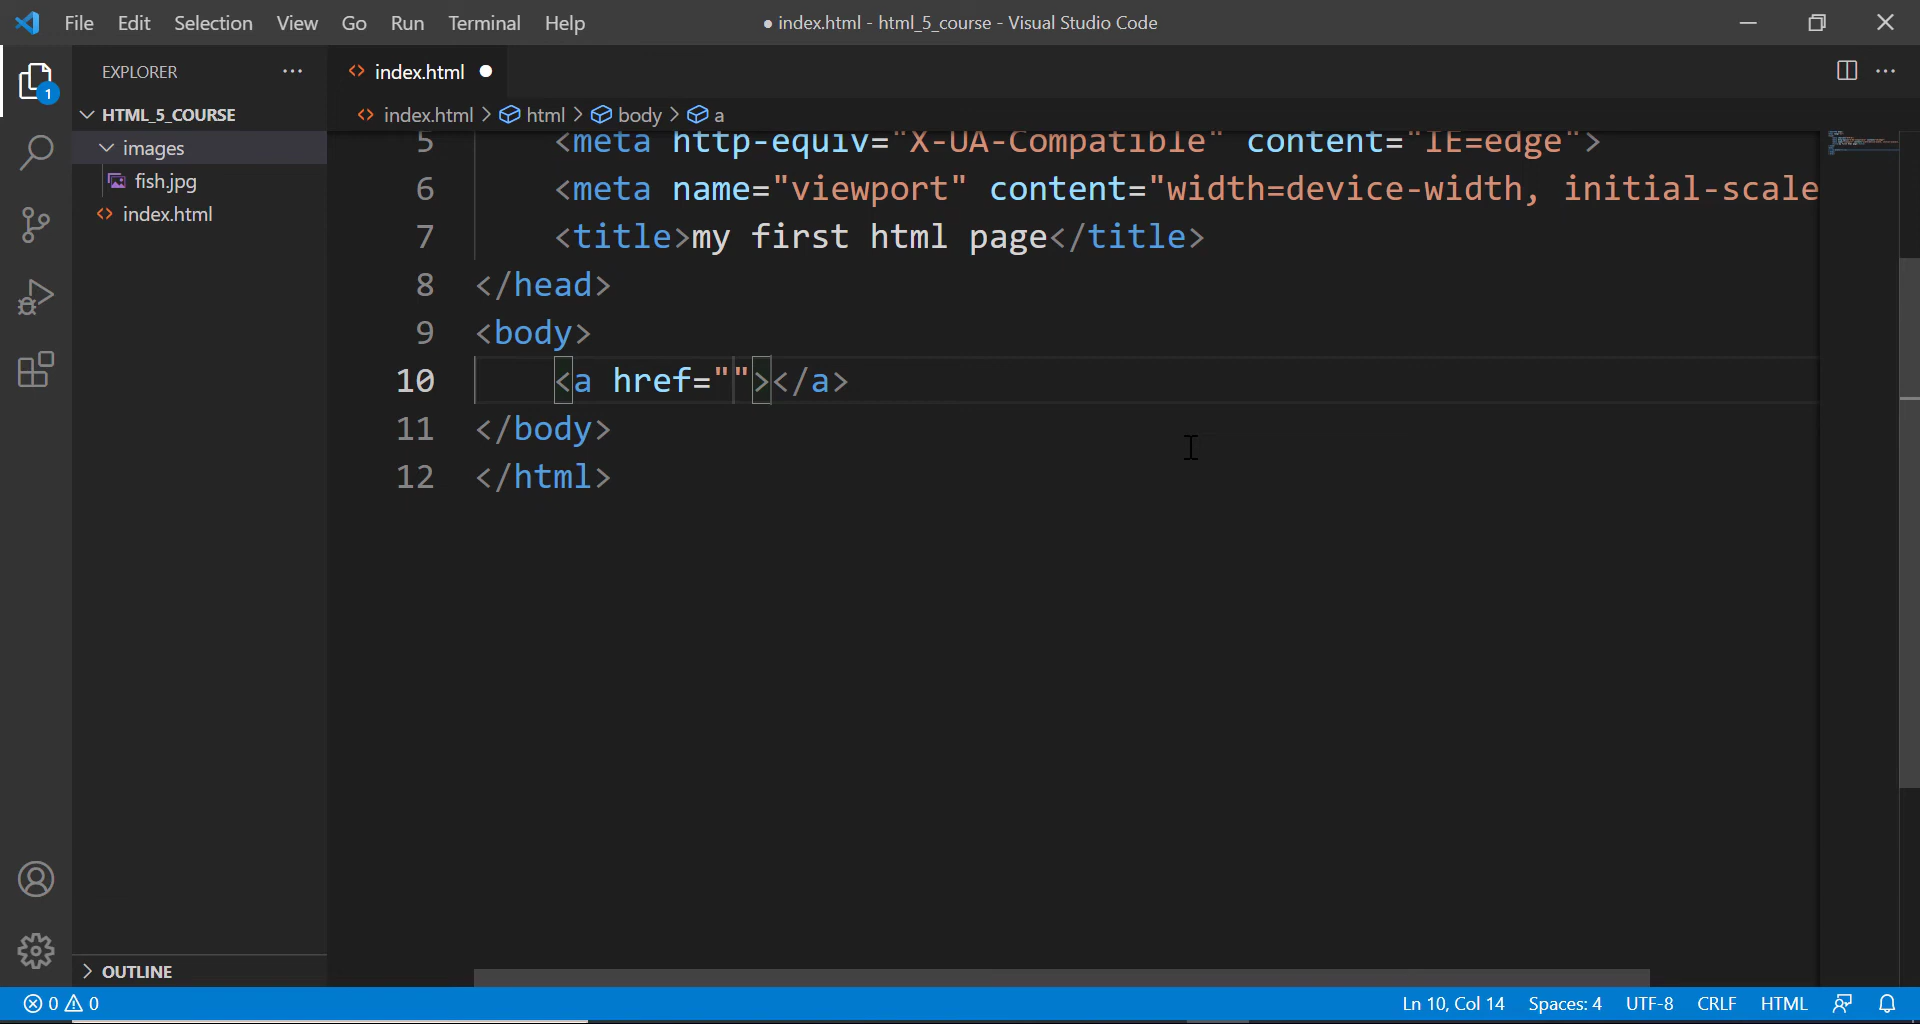 File Edit Selection View Go Run Terminal Help
● index.html - html_5_course - Visual Studio Code
EXPLORER
1
HTML_5_COURSE
images
fish.jpg
index.html
OUTLINE
index.html
index.html > html > body > a
5 <meta http-equiv="X-UA-Compatible" content="IE=edge">
6 <meta name="viewport" content="width=device-width, initial-scale
7 <title>my first html page</title>
8 </head>
9 <body>
10 <a href=""></a>
11 </body>
12 </html>
0 0
Ln 10, Col 14 Spaces: 4 UTF-8 CRLF HTML